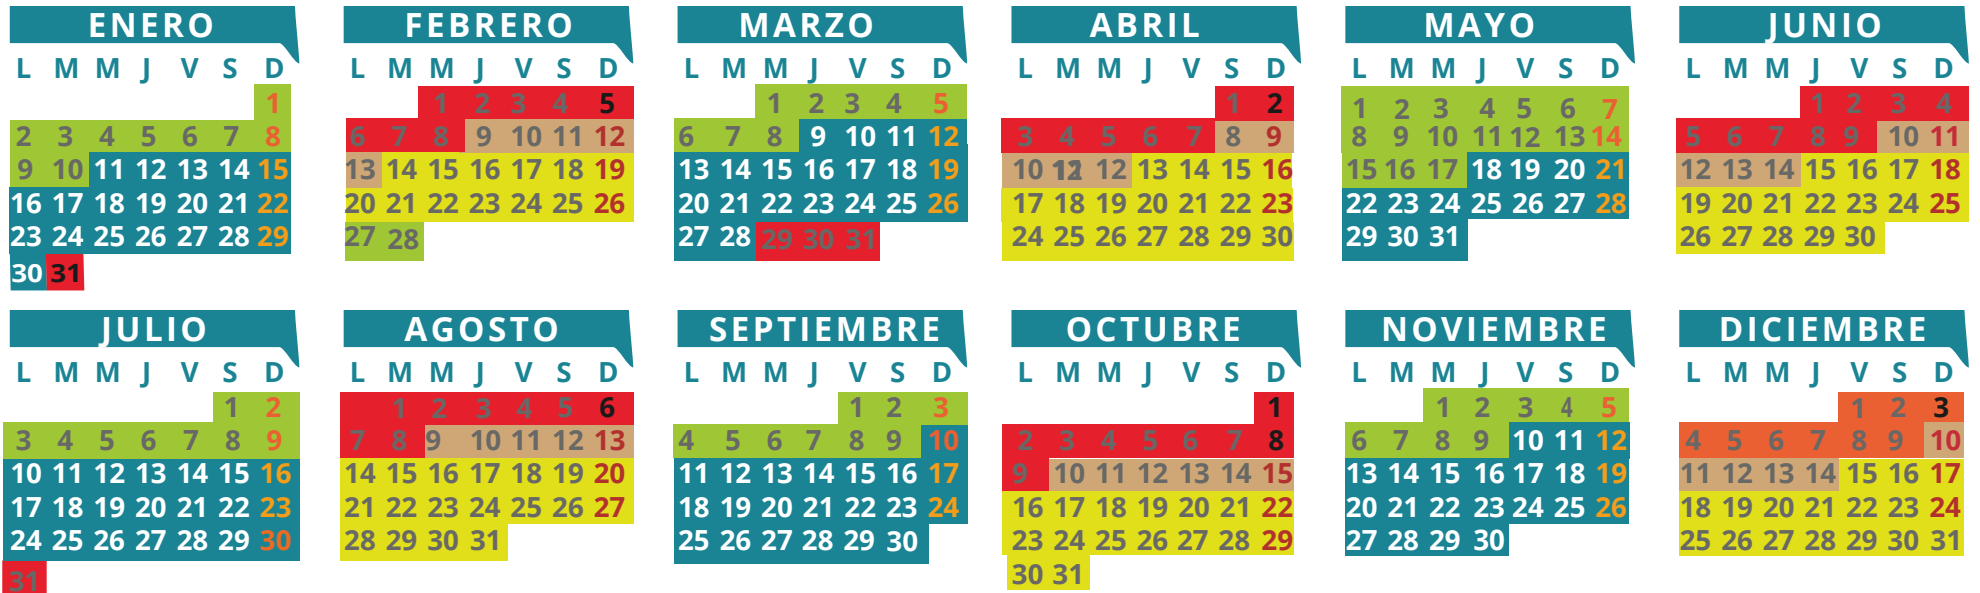 ENERO
L M M J V S D
1
2 3 4 5 6 7 8
9 10 11 12 13 14 15
16 17 18 19 20 21 22
23 24 25 26 27 28 29
30 31
FEBRERO
L M M J V S D
1 2 3 4 5
6 7 8 9 10 11 12
13 14 15 16 17 18 19
20 21 22 23 24 25 26
27 28
MARZO
L M M J V S D
1 2 3 4 5
6 7 8 9 10 11 12
13 14 15 16 17 18 19
20 21 22 23 24 25 26
27 28 29 30 31
ABRIL
L M M J V S D
1 2
3 4 5 6 7 8 9
10 12 13 14 15 16
17 18 19 20 21 22 23
24 25 26 27 28 29 30
MAYO
L M M J V S D
1 2 3 4 5 6 7
8 9 10 11 12 13 14
15 16 17 18 19 20 21
22 23 24 25 26 27 28
29 30 31
JUNIO
L M M J V S D
1 2 3 4
5 6 7 8 9 10 11
12 13 14 15 16 17 18
19 20 21 22 23 24 25
26 27 28 29 30
JULIO
L M M J V S D
1 2
3 4 5 6 7 8 9
10 11 12 13 14 15 16
17 18 19 20 21 22 23
24 25 26 27 28 29 30
31
AGOSTO
L M M J V S D
1 2 3 4 5 6
7 8 9 10 11 12 13
14 15 16 17 18 19 20
21 22 23 24 25 26 27
28 29 30 31
SEPTIEMBRE
L M M J V S D
1 2 3
4 5 6 7 8 9 10
11 12 13 14 15 16 17
18 19 20 21 22 23 24
25 26 27 28 29 30
OCTUBRE
L M M J V S D
1
2 3 4 5 6 7 8
9 10 11 12 13 14 15
16 17 18 19 20 21 22
23 24 25 26 27 28 29
30 31
NOVIEMBRE
L M M J V S D
1 2 3 4 5
6 7 8 9 10 11 12
13 14 15 16 17 18 19
20 21 22 23 24 25 26
27 28 29 30
DICIEMBRE
L M M J V S D
1 2 3
4 5 6 7 8 9 10
11 12 13 14 15 16 17
18 19 20 21 22 23 24
25 26 27 28 29 30 31